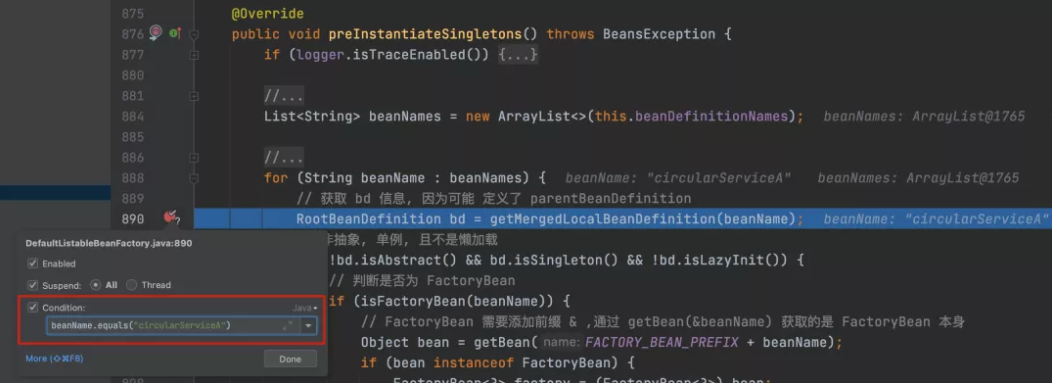 875 @Override
876 public void preInstantiateSingletons() throws BeansException {
877 if (logger.isTraceEnabled()) {...}
880
881 //...
884 List<String> beanNames = new ArrayList<>(this.beanDefinitionNames); beanNames: ArrayList@1765
885
886 //...
888 for (String beanName : beanNames) { beanName: "circularServiceA" beanNames: ArrayList@1765
889 // 获取 bd 信息, 因为可能 定义了 parentBeanDefinition
890 RootBeanDefinition bd = getMergedLocalBeanDefinition(beanName); beanName: "circularServiceA"
抽象, 单例, 且不是懒加载
!bd.isAbstract() && bd.isSingleton() && !bd.isLazyInit()) {
// 判断是否为 FactoryBean
if (isFactoryBean(beanName)) {
// FactoryBean 需要添加前缀 & ,通过 getBean(&beanName) 获取的是 FactoryBean 本身
Object bean = getBean( name: FACTORY_BEAN_PREFIX + beanName);
if (bean instanceof FactoryBean) {
FactoryBean<?> factory = (FactoryBean<?>) bean;
DefaultListableBeanFactory.java:890
Enabled
Suspend: All Thread
Condition: Java
beanName.equals("circularServiceA")
More (⇧⌘F8) Done